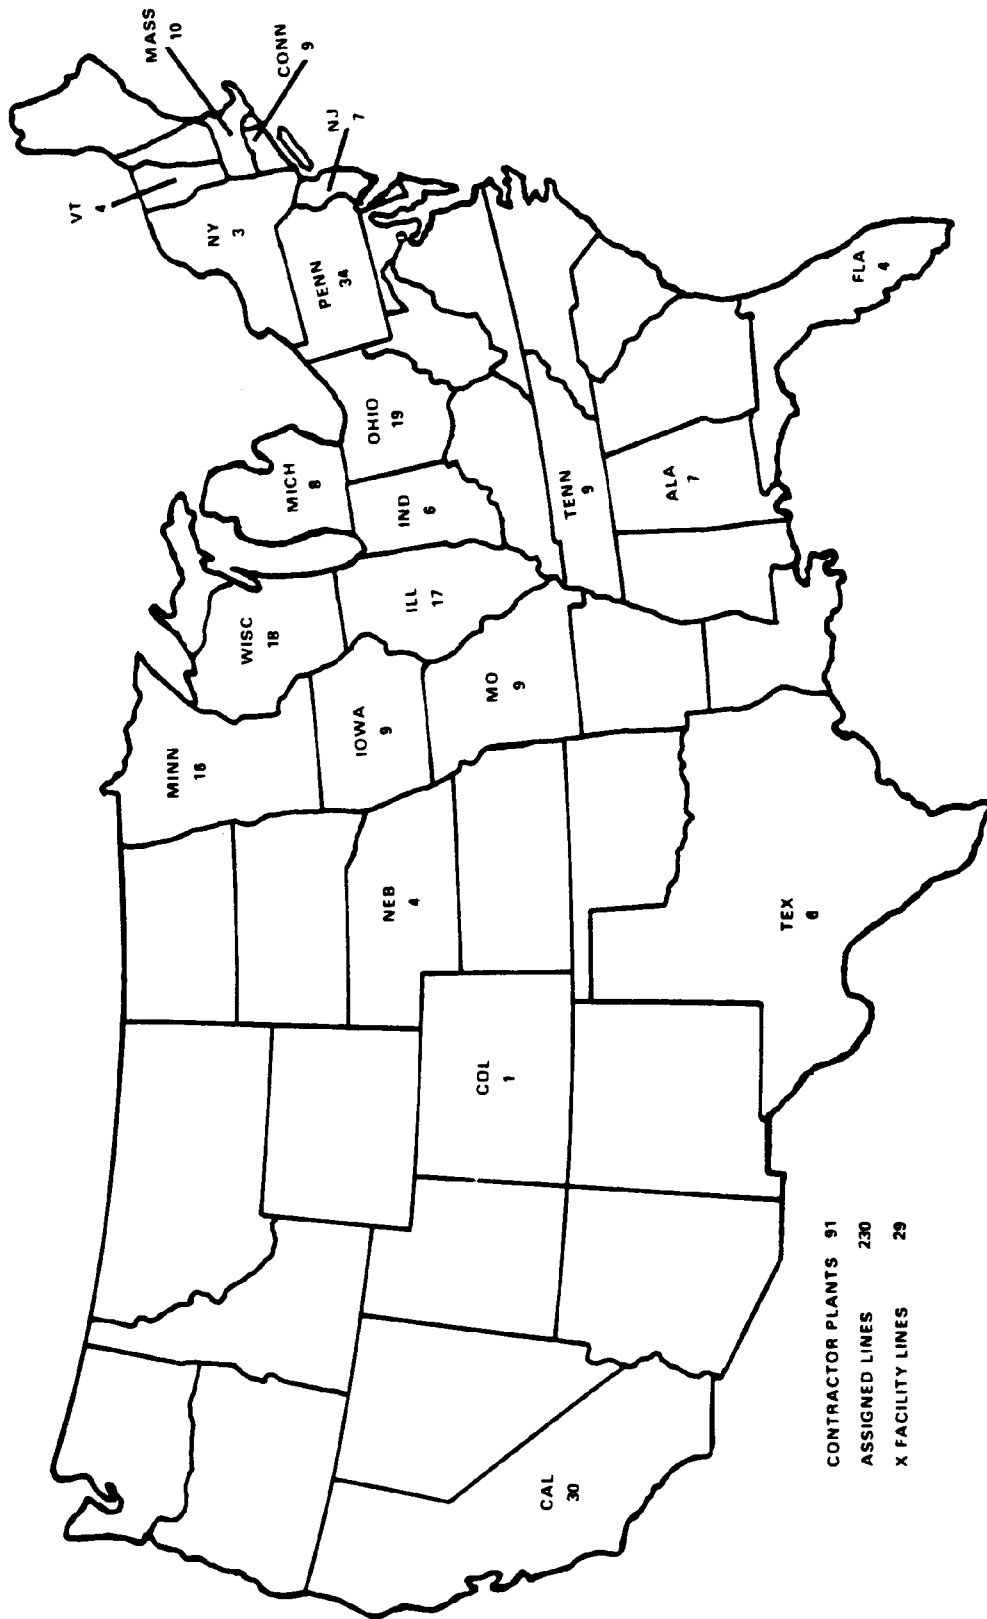 VT
4
MASS
10
CONN
9
NJ
7
NY
3
PENN
34
MINN
16
WISC
18
MICH
8
OHIO
19
IND
6
ILL
17
IOWA
9
NEB
4
MO
9
COL
1
CAL
30
TENN
9
ALA
7
TEX
6
FLA
4
CONTRACTOR PLANTS 91
ASSIGNED LINES 230
X FACILITY LINES 29